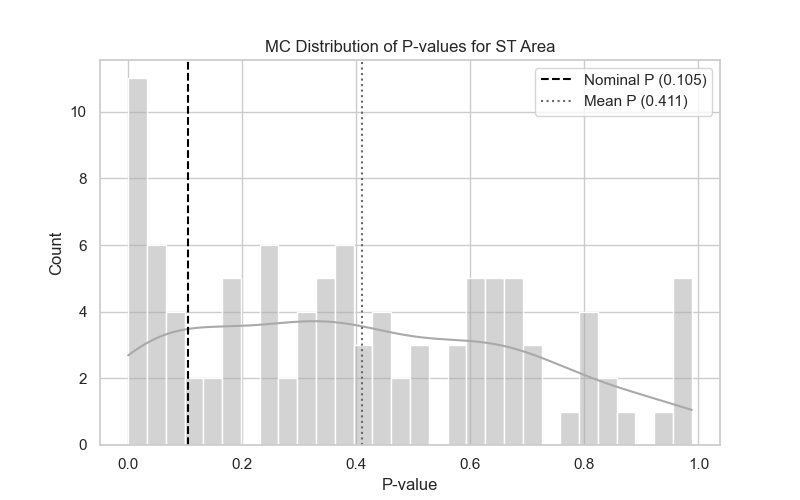 MC Distribution of P-values for ST Area
Nominal P (0.105)
Mean P (0.411)
Count
10
8
6
4
2
0
0.0 0.2 0.4 0.6 0.8 1.0
P-value